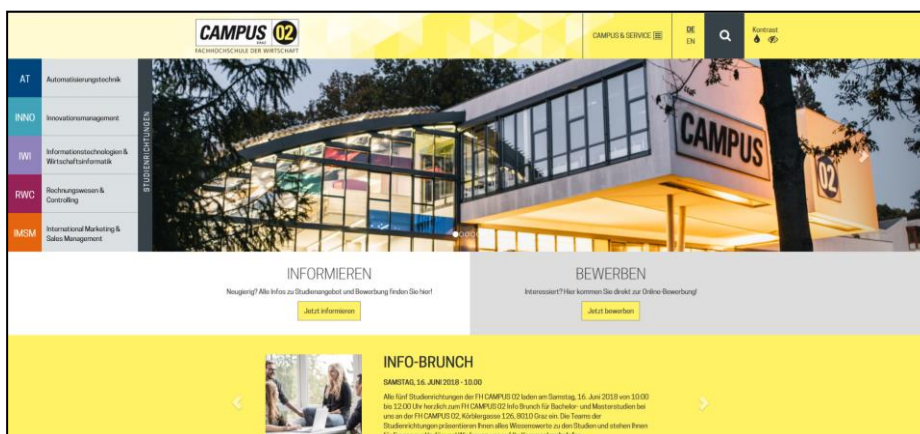 CAMPUS 02
FACHHOCHSCHULE DER WIRTSCHAFT
CAMPUS & SERVICE
DE
EN
Kontrast
AT
Automatisierungstechnik
INNO
Innovationsmanagement
IWI
Informationstechnologien &
Wirtschaftsinformatik
RWC
Rechnungswesen &
Controlling
IMSM
International Marketing &
Sales Management
STUDIENRICHTUNGEN
CAMPUS
02
INFORMIEREN
Neugierig? Alle Infos zu Studienangebot und Bewerbung finden Sie hier!
Jetzt informieren
BEWERBEN
Interessiert? Hier kommen Sie direkt zur Online-Bewerbung!
Jetzt bewerben
INFO-BRUNCH
SAMSTAG, 16. JUNI 2018 - 10.00
Alle fünf Studienrichtungen der FH CAMPUS 02 laden am Samstag, 16. Juni 2018 von 10:00
bis 12:00 Uhr herzlich zum FH CAMPUS 02 Info Brunch für Bachelor- und Masterstudien bei
uns an der FH CAMPUS 02, Körblergasse 126, 8010 Graz ein. Die Teams der
Studienrichtungen präsentieren Ihnen alles Wissenswerte zu den Studien und stehen Ihnen